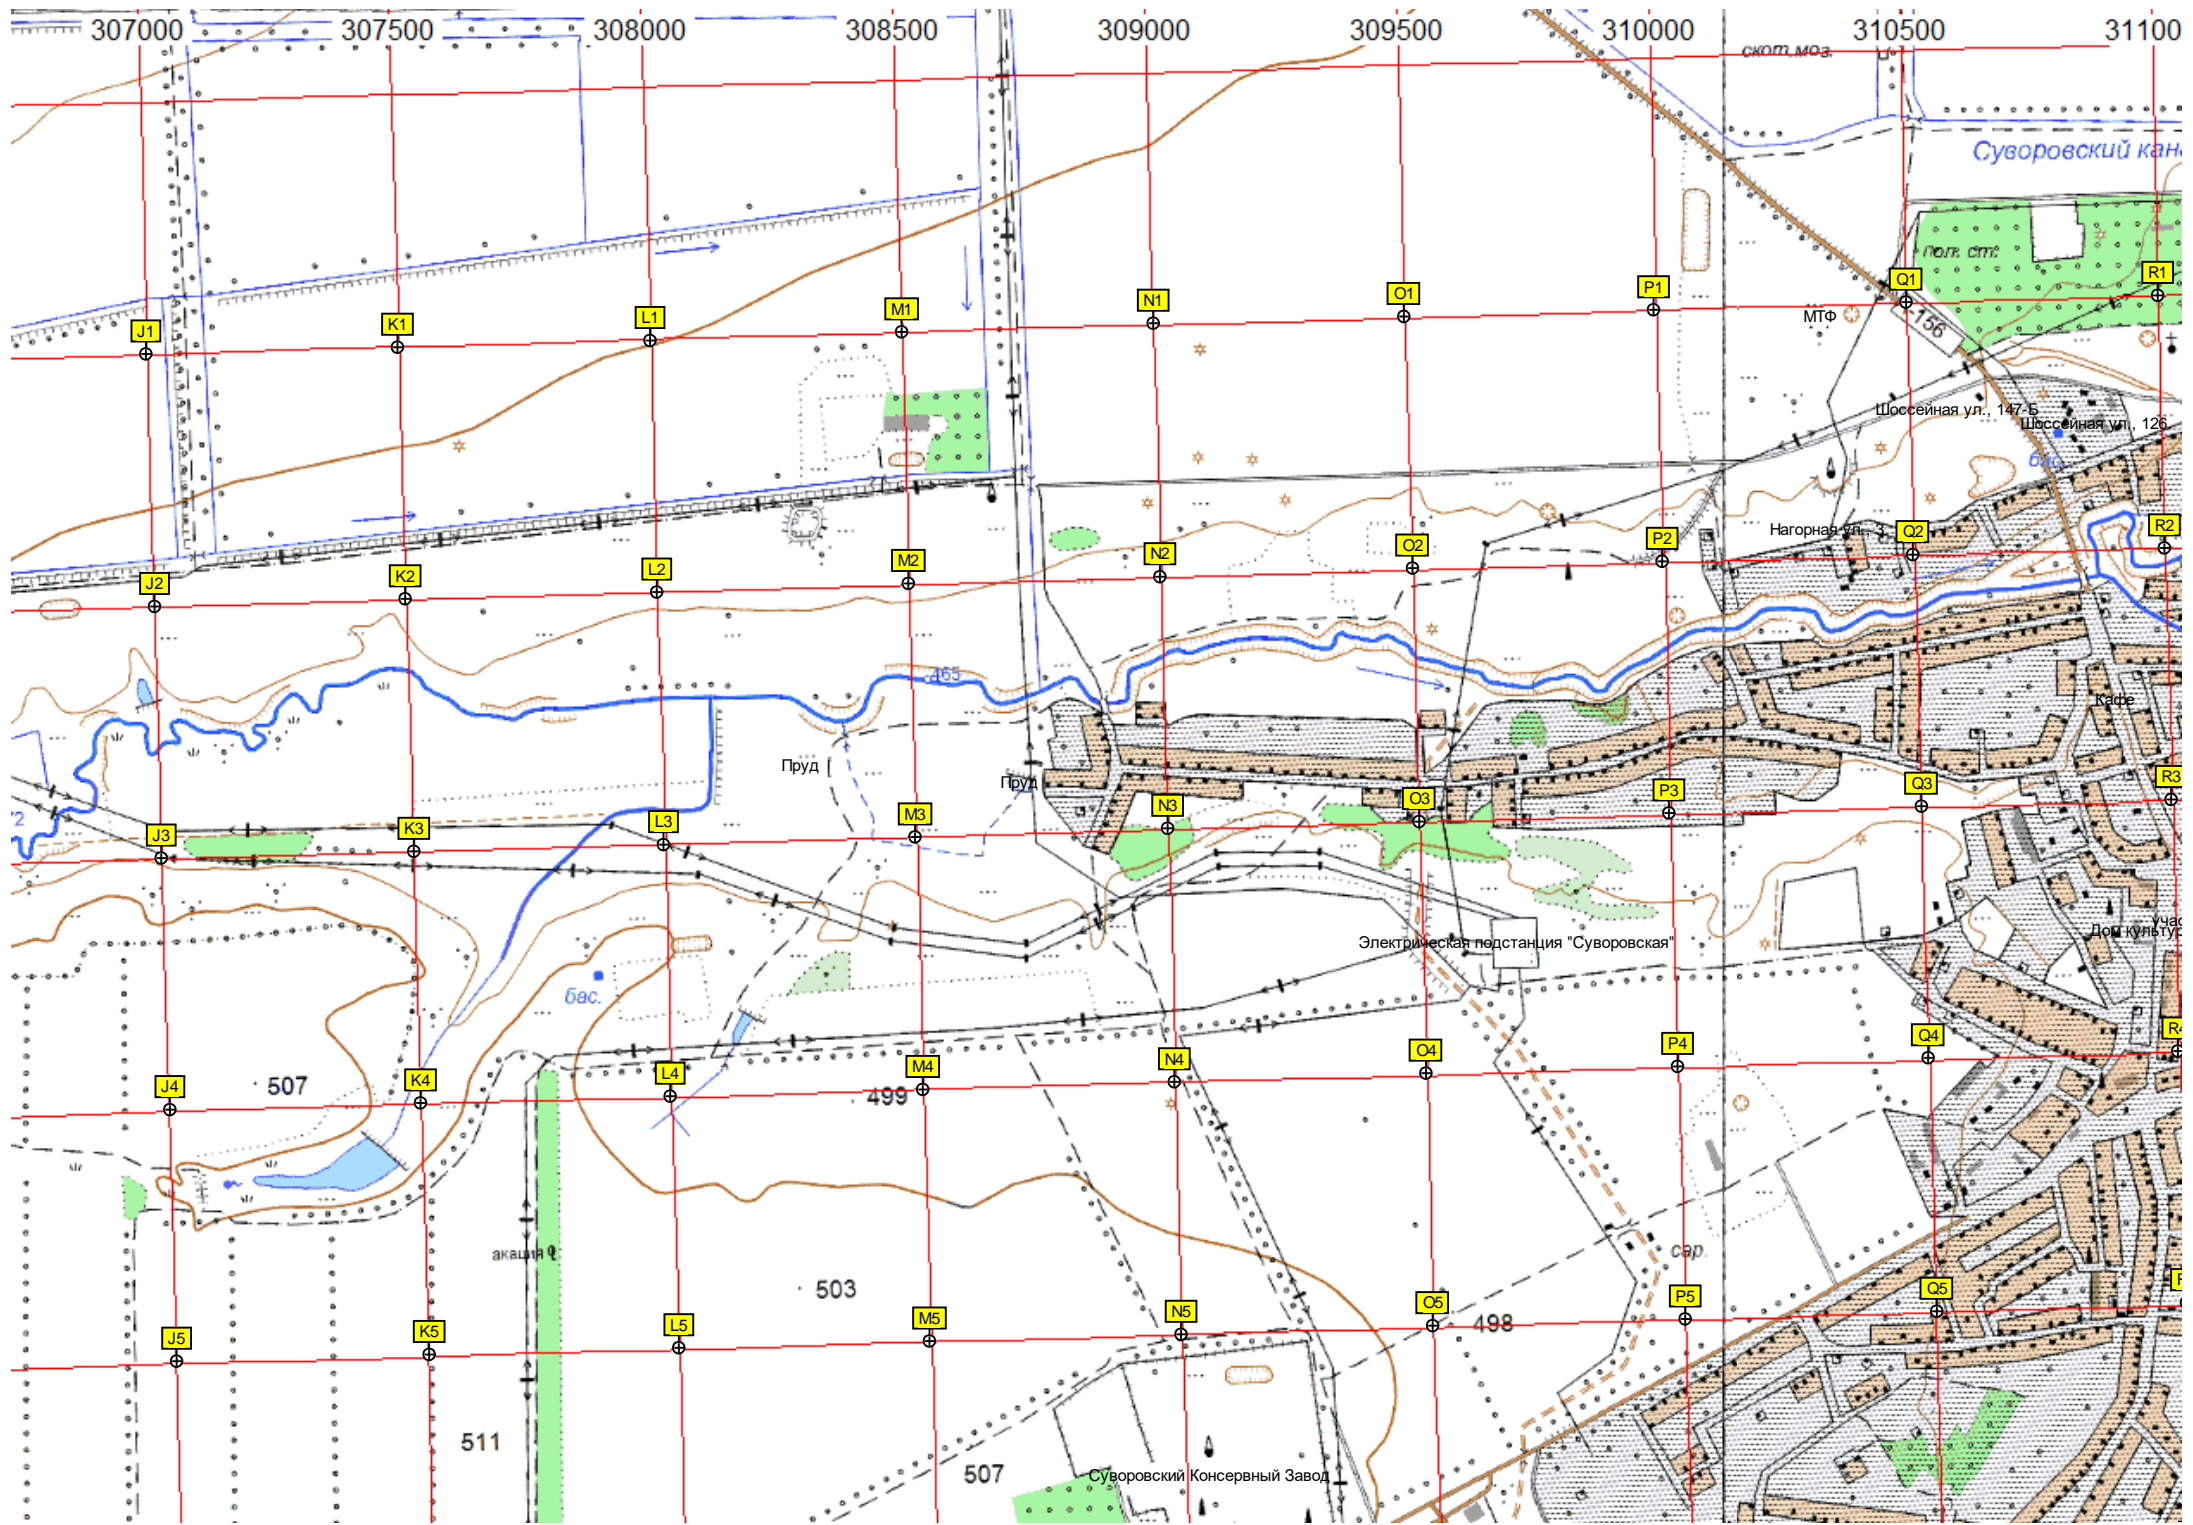 307000 307500 308000 308500 309000 309500 310000 310500 31100
скот.моз.
Суворовский кан
пол. ст.
J1 K1 L1 M1 N1 O1 P1 Q1 R1
МТФ
-156
Шоссейная ул., 147-Б
Шоссейная ул., 126
бас.
Нагорная ул., 3
J2 K2 L2 M2 N2 O2 P2 Q2 R2
465
Кафе
Пруд
Пруд
J3 K3 L3 M3 N3 O3 P3 Q3 R3
учас
Дом культур
Электрическая подстанция "Суворовская"
бас.
J4 K4 L4 M4 N4 O4 P4 Q4 R4
507
499
акация
сар.
503
498
J5 K5 L5 M5 N5 O5 P5 Q5
511
507
Суворовский Консервный Завод